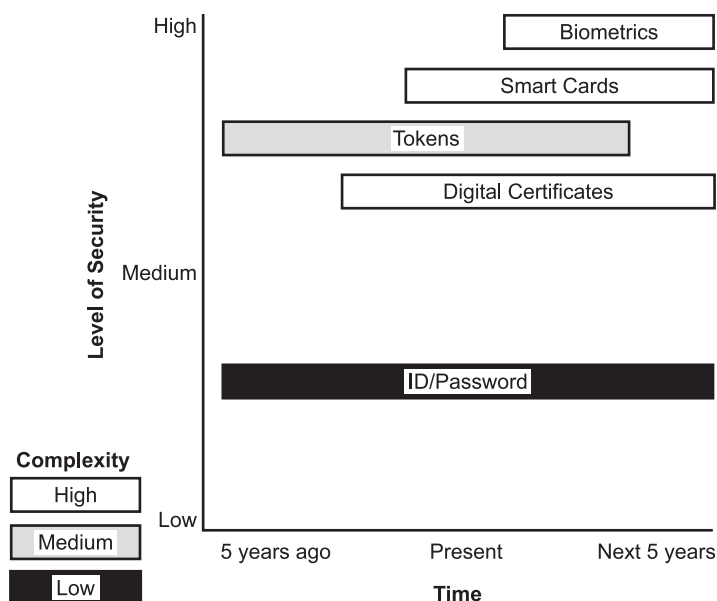 High
Biometrics
Smart Cards
Tokens
Digital Certificates
Level of Security
Medium
ID/Password
Complexity
High
Medium
Low
Low
5 years ago Present Next 5 years
Time